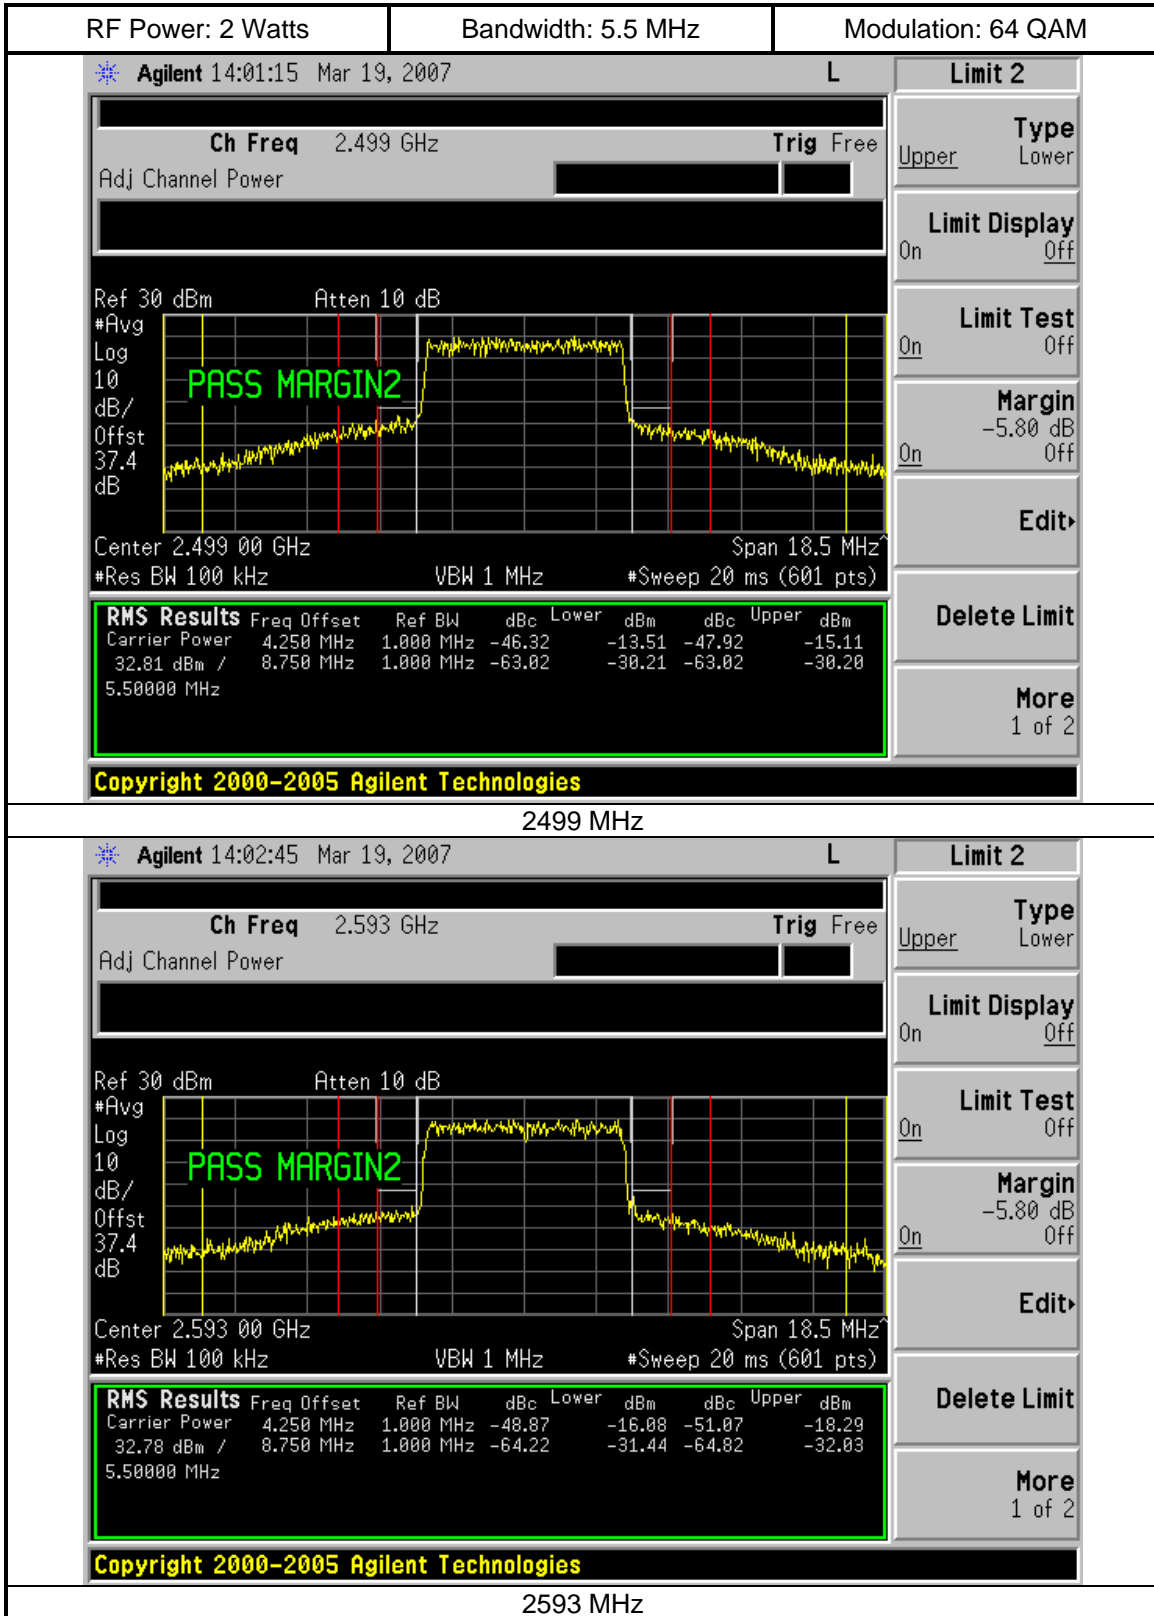 RF Power: 2 Watts Bandwidth: 5.5 MHz Modulation: 64 QAM
Agilent 14:01:15 Mar 19, 2007 L Limit 2
Ch Freq 2.499 GHz Trig Free
Adj Channel Power
Type
Upper Lower
Limit Display
On Off
Ref 30 dBm Atten 10 dB
#Avg
Log
10
dB/
Offst
37.4
dB
PASS MARGIN2
Limit Test
On Off
Margin
-5.80 dB
On Off
Edit
Center 2.499 00 GHz Span 18.5 MHz^
#Res BW 100 kHz VBW 1 MHz #Sweep 20 ms (601 pts)
RMS Results Freq Offset Ref BW dBc Lower dBm dBc Upper dBm
Carrier Power 4.250 MHz 1.000 MHz -46.32 -13.51 -47.92 -15.11
32.81 dBm / 8.750 MHz 1.000 MHz -63.02 -30.21 -63.02 -30.20
5.50000 MHz
Delete Limit
More
1 of 2
Copyright 2000-2005 Agilent Technologies
2499 MHz
Agilent 14:02:45 Mar 19, 2007 L Limit 2
Ch Freq 2.593 GHz Trig Free
Adj Channel Power
Type
Upper Lower
Limit Display
On Off
Ref 30 dBm Atten 10 dB
#Avg
Log
10
dB/
Offst
37.4
dB
PASS MARGIN2
Limit Test
On Off
Margin
-5.80 dB
On Off
Edit
Center 2.593 00 GHz Span 18.5 MHz^
#Res BW 100 kHz VBW 1 MHz #Sweep 20 ms (601 pts)
RMS Results Freq Offset Ref BW dBc Lower dBm dBc Upper dBm
Carrier Power 4.250 MHz 1.000 MHz -48.87 -16.08 -51.07 -18.29
32.78 dBm / 8.750 MHz 1.000 MHz -64.22 -31.44 -64.82 -32.03
5.50000 MHz
Delete Limit
More
1 of 2
Copyright 2000-2005 Agilent Technologies
2593 MHz